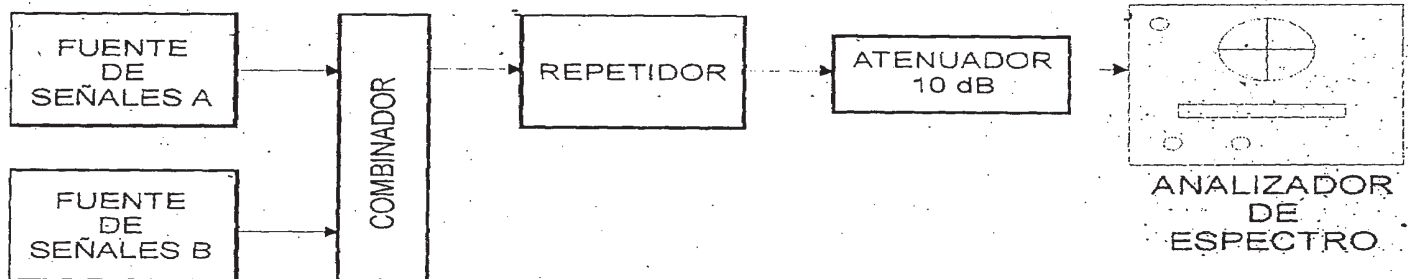 FUENTE
DE
SEÑALES A
FUENTE
DE
SEÑALES B
COMBINADOR
REPETIDOR
ATENUADOR
10 dB
ANALIZADOR
DE
ESPECTRO